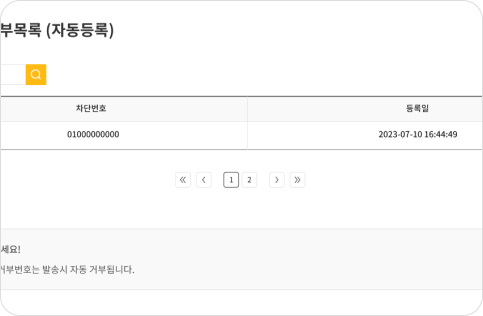 부목록 (자동등록)
차단번호 등록일
01000000000 2023-07-10 16:44:49
« ‹ 1 2 › »
세요!
거부번호는 발송시 자동 거부됩니다.